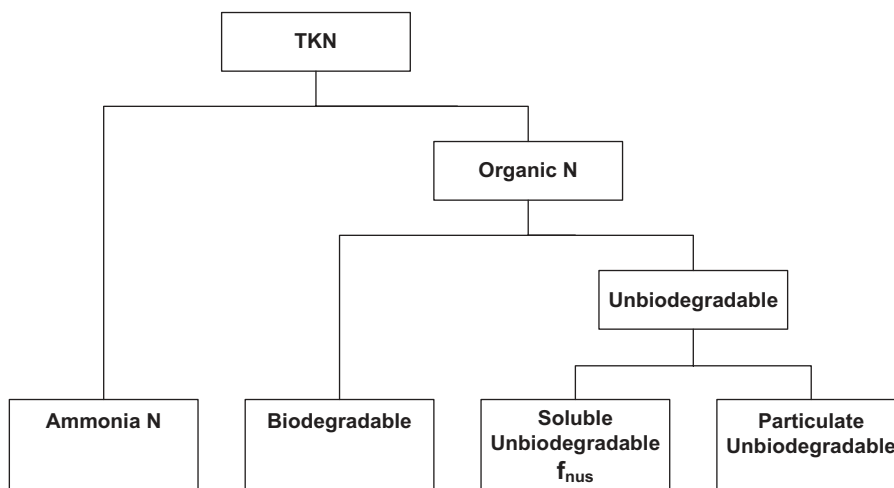 TKN
Organic N
Unbiodegradable
Ammonia N
Biodegradable
Soluble
Unbiodegradable
fnus
Particulate
Unbiodegradable